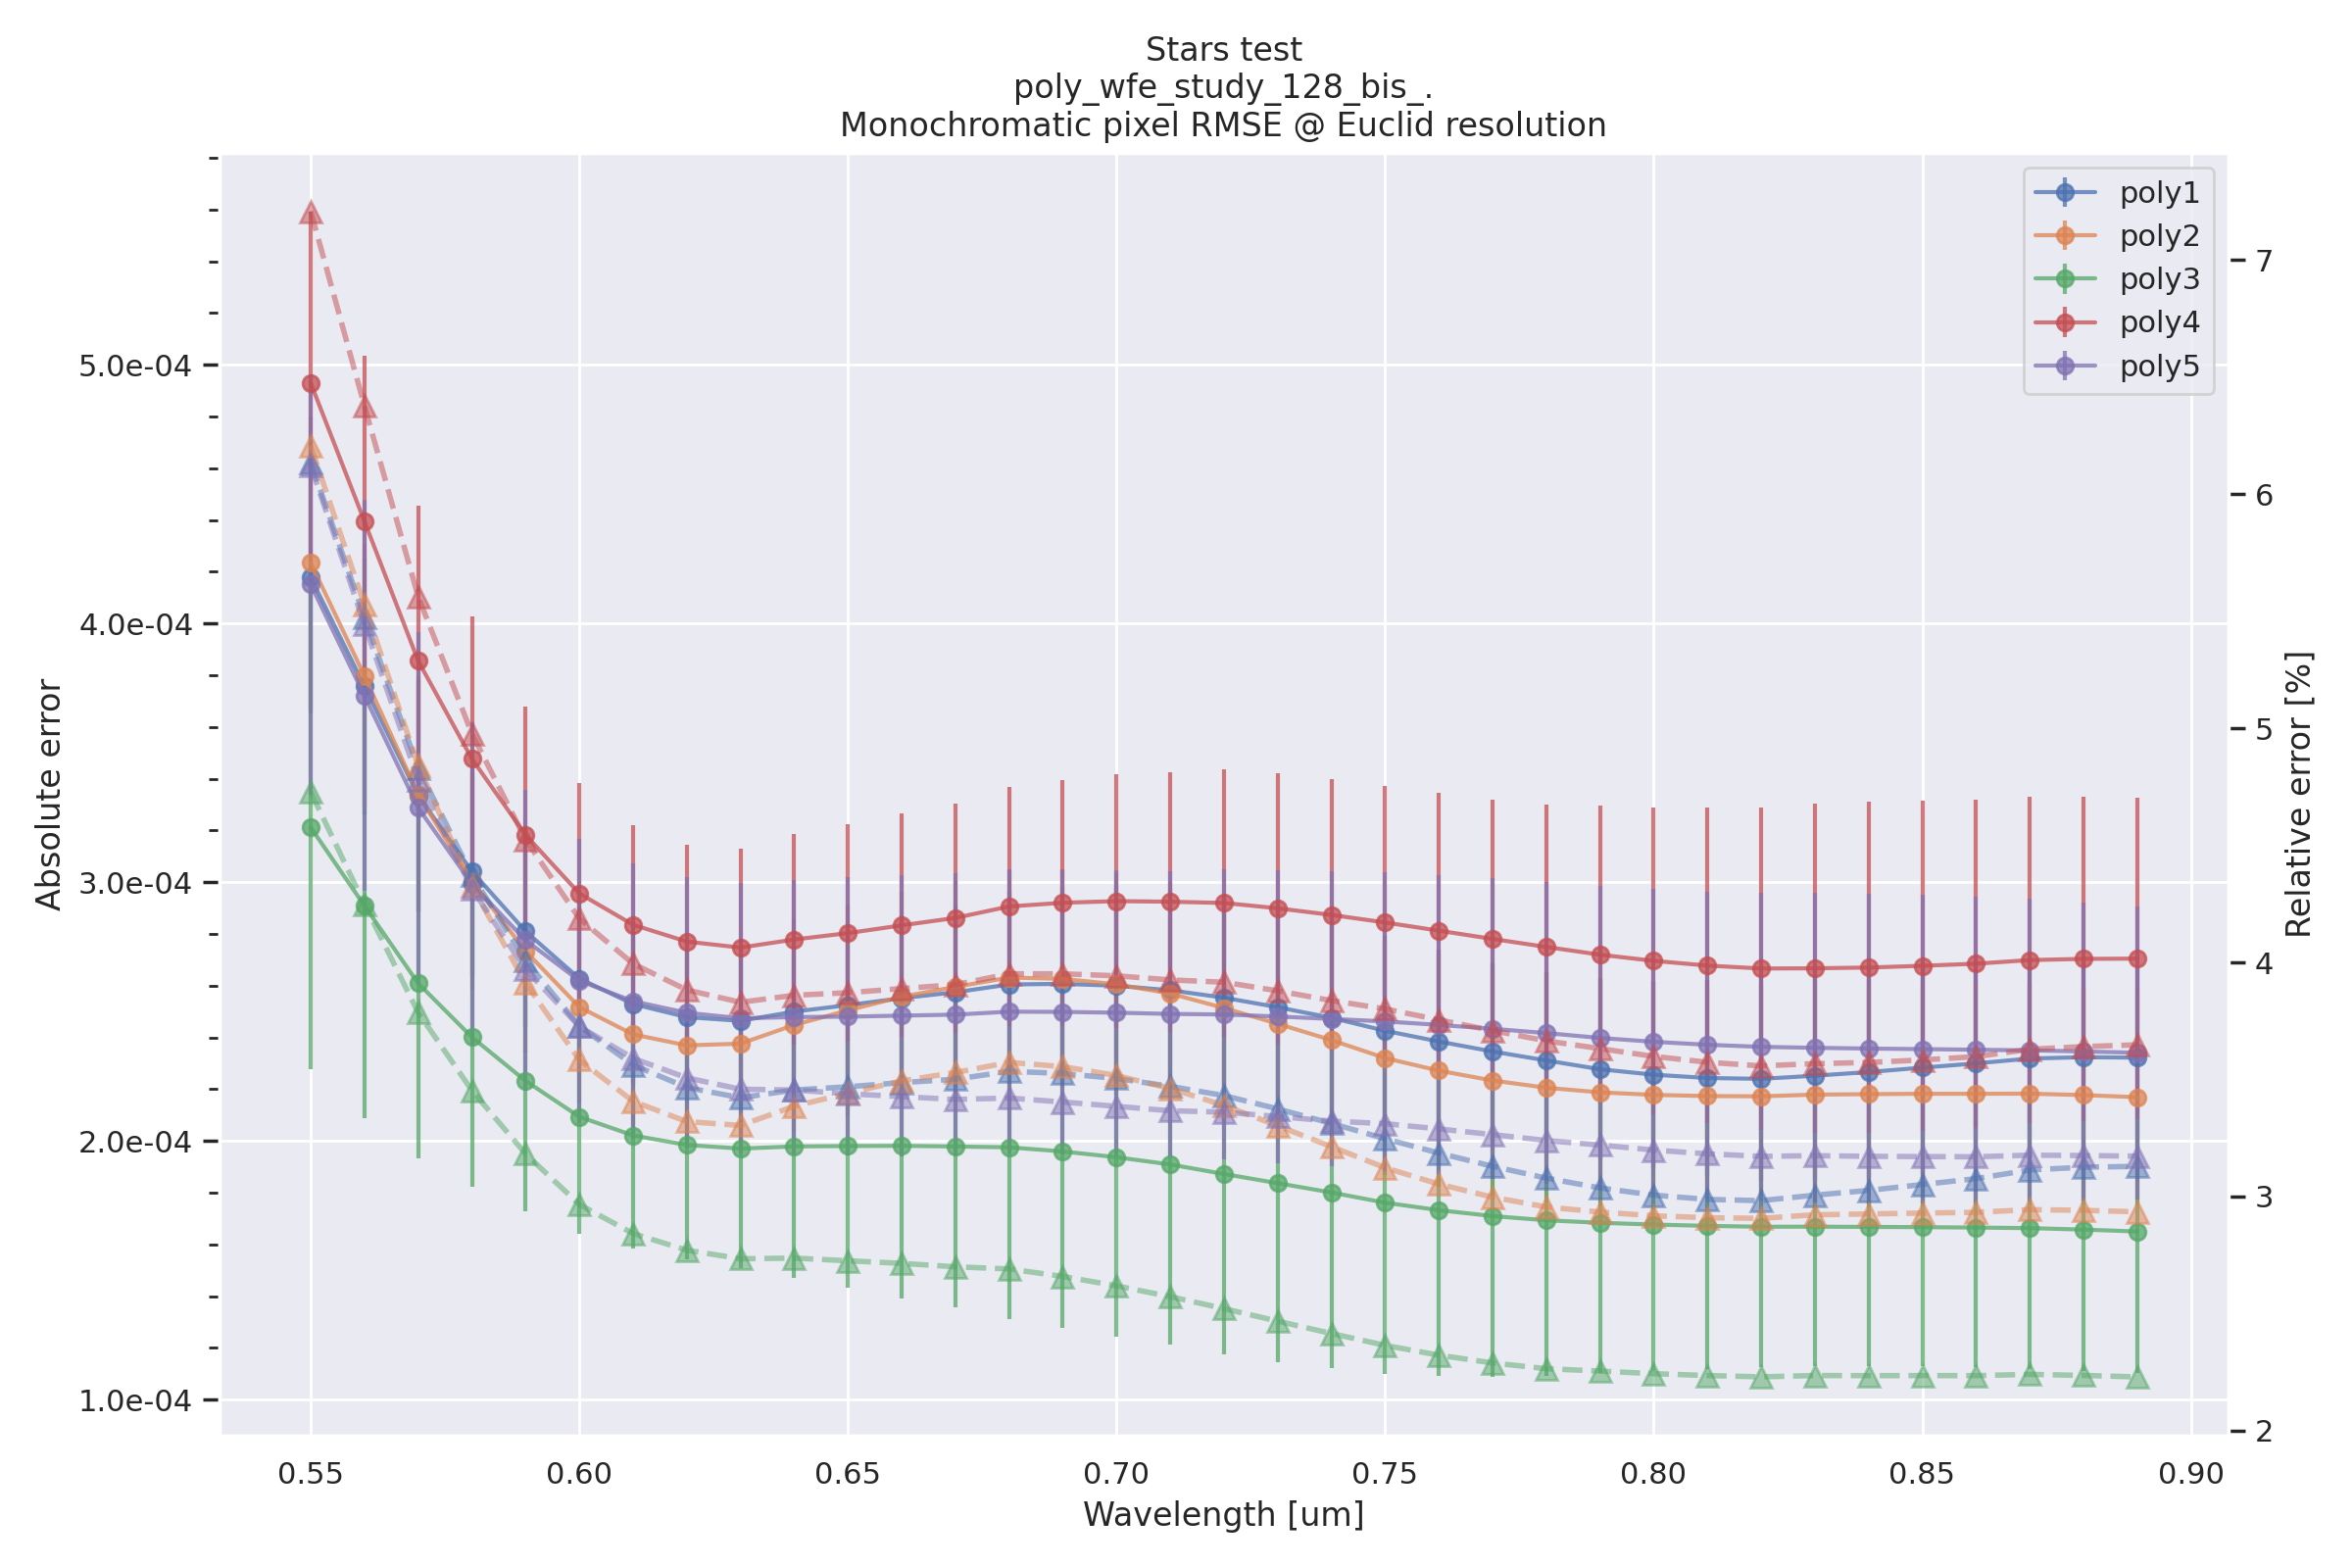 Stars test
poly_wfe_study_128_bis_.
Monochromatic pixel RMSE @ Euclid resolution
Absolute error
5.0e-04
4.0e-04
3.0e-04
2.0e-04
1.0e-04
poly1
poly2
poly3
poly4
poly5
7
6
5
4
3
2
Relative error [%]
0.55 0.60 0.65 0.70 0.75 0.80 0.85 0.90
Wavelength [um]